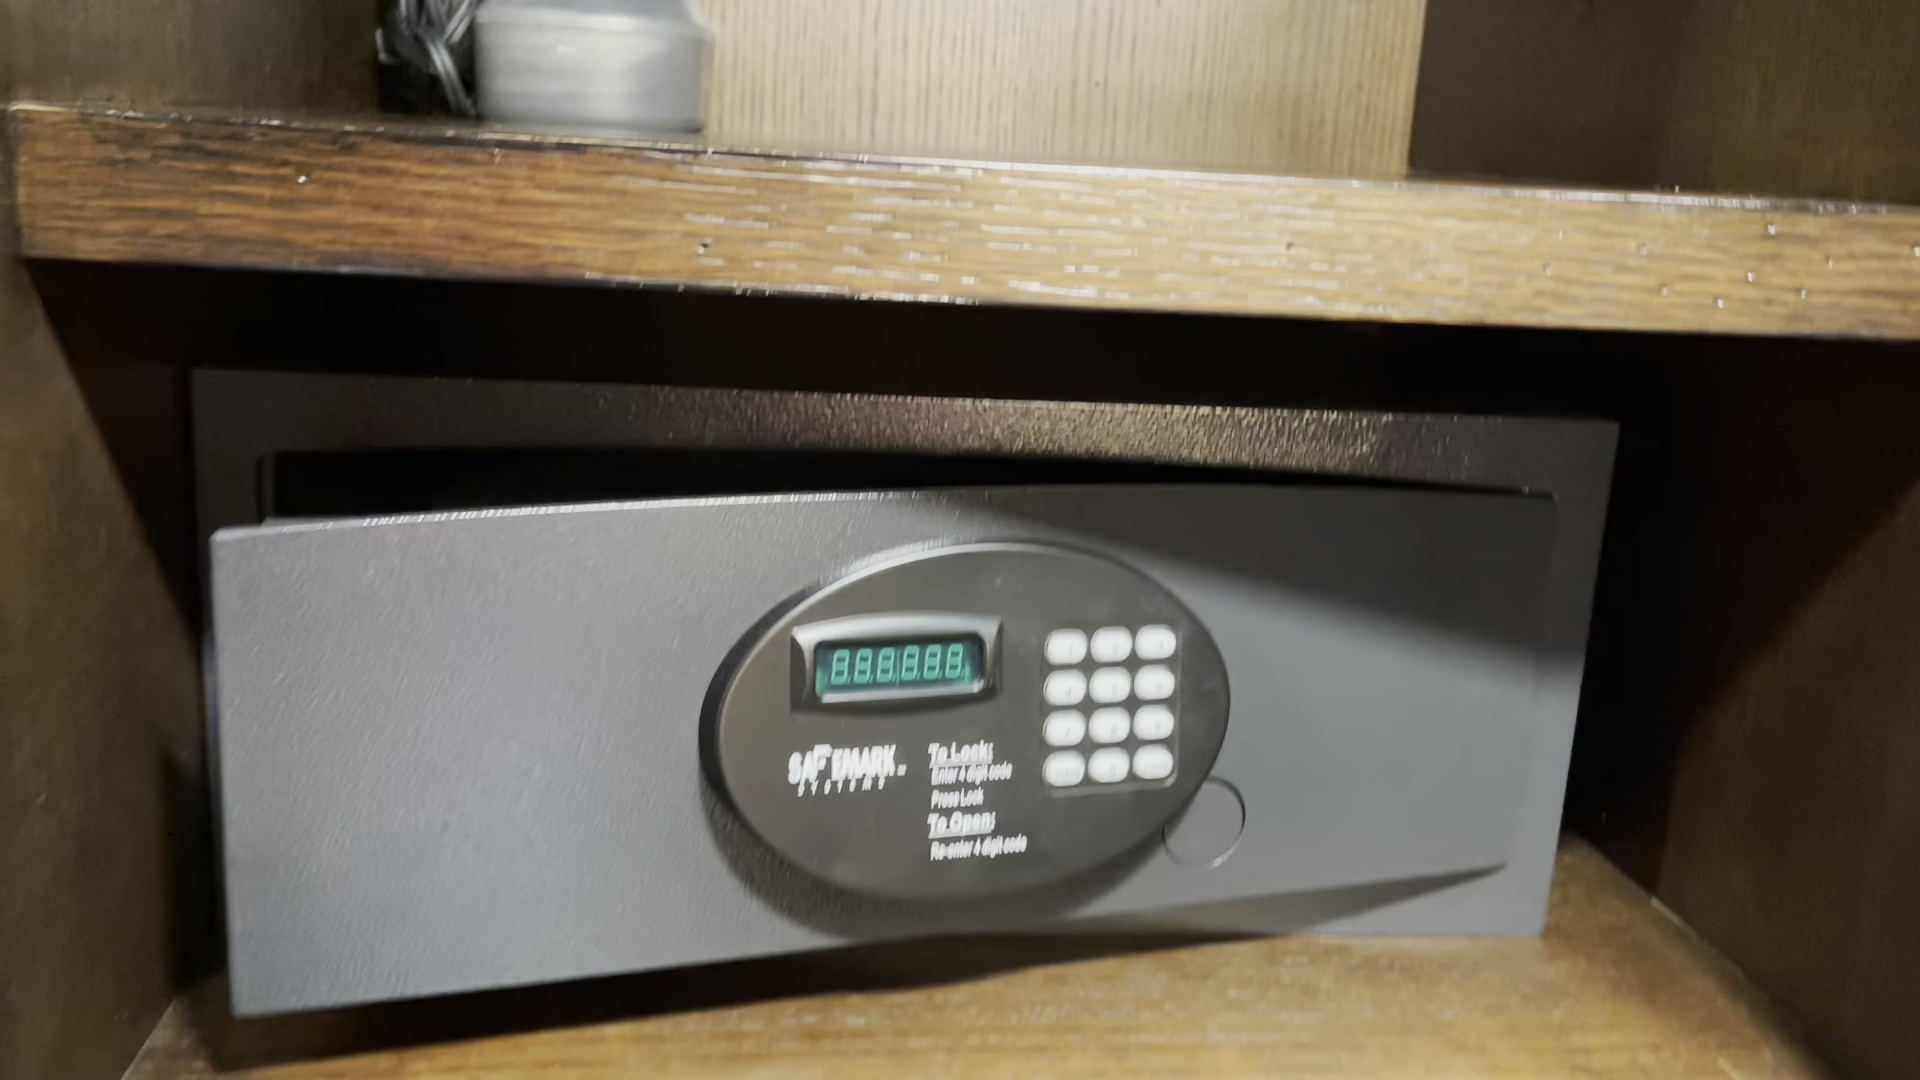 888888
SAFEMARK
SYSTEMS
To Lock:
Enter 4 digit code
Press Lock
To Open:
Re-enter 4 digit code